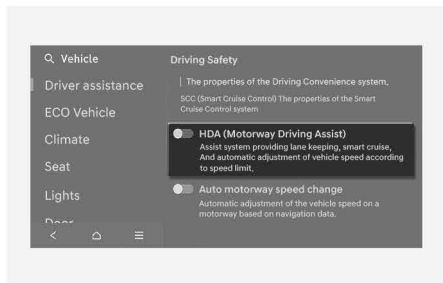 Vehicle
Driver assistance
ECO Vehicle
Climate
Seat
Lights
Door
Driving Safety
The properties of the Driving Convenience system.
SCC (Smart Cruise Control) The properties of the Smart
Cruise Control system
HDA (Motorway Driving Assist)
Assist system providing lane keeping, smart cruise,
And automatic adjustment of vehicle speed according
to speed limit.
Auto motorway speed change
Automatic adjustment of the vehicle speed on a
motorway based on navigation data.